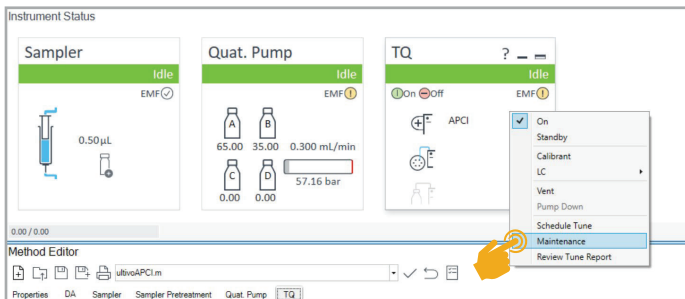 Instrument Status
Sampler
Idle
EMF
0.50 µL
Quat. Pump
Idle
EMF
A B
65.00 35.00 0.300 mL/min
C D
57.16 bar
0.00 0.00
TQ ?
Idle
On Off EMF
APCI
On
Standby
Calibrant
LC
Vent
Pump Down
Schedule Tune
Maintenance
Review Tune Report
0.00 / 0.00
Method Editor
ultivoAPCI.m
Properties DA Sampler Sampler Pretreatment Quat. Pump TQ